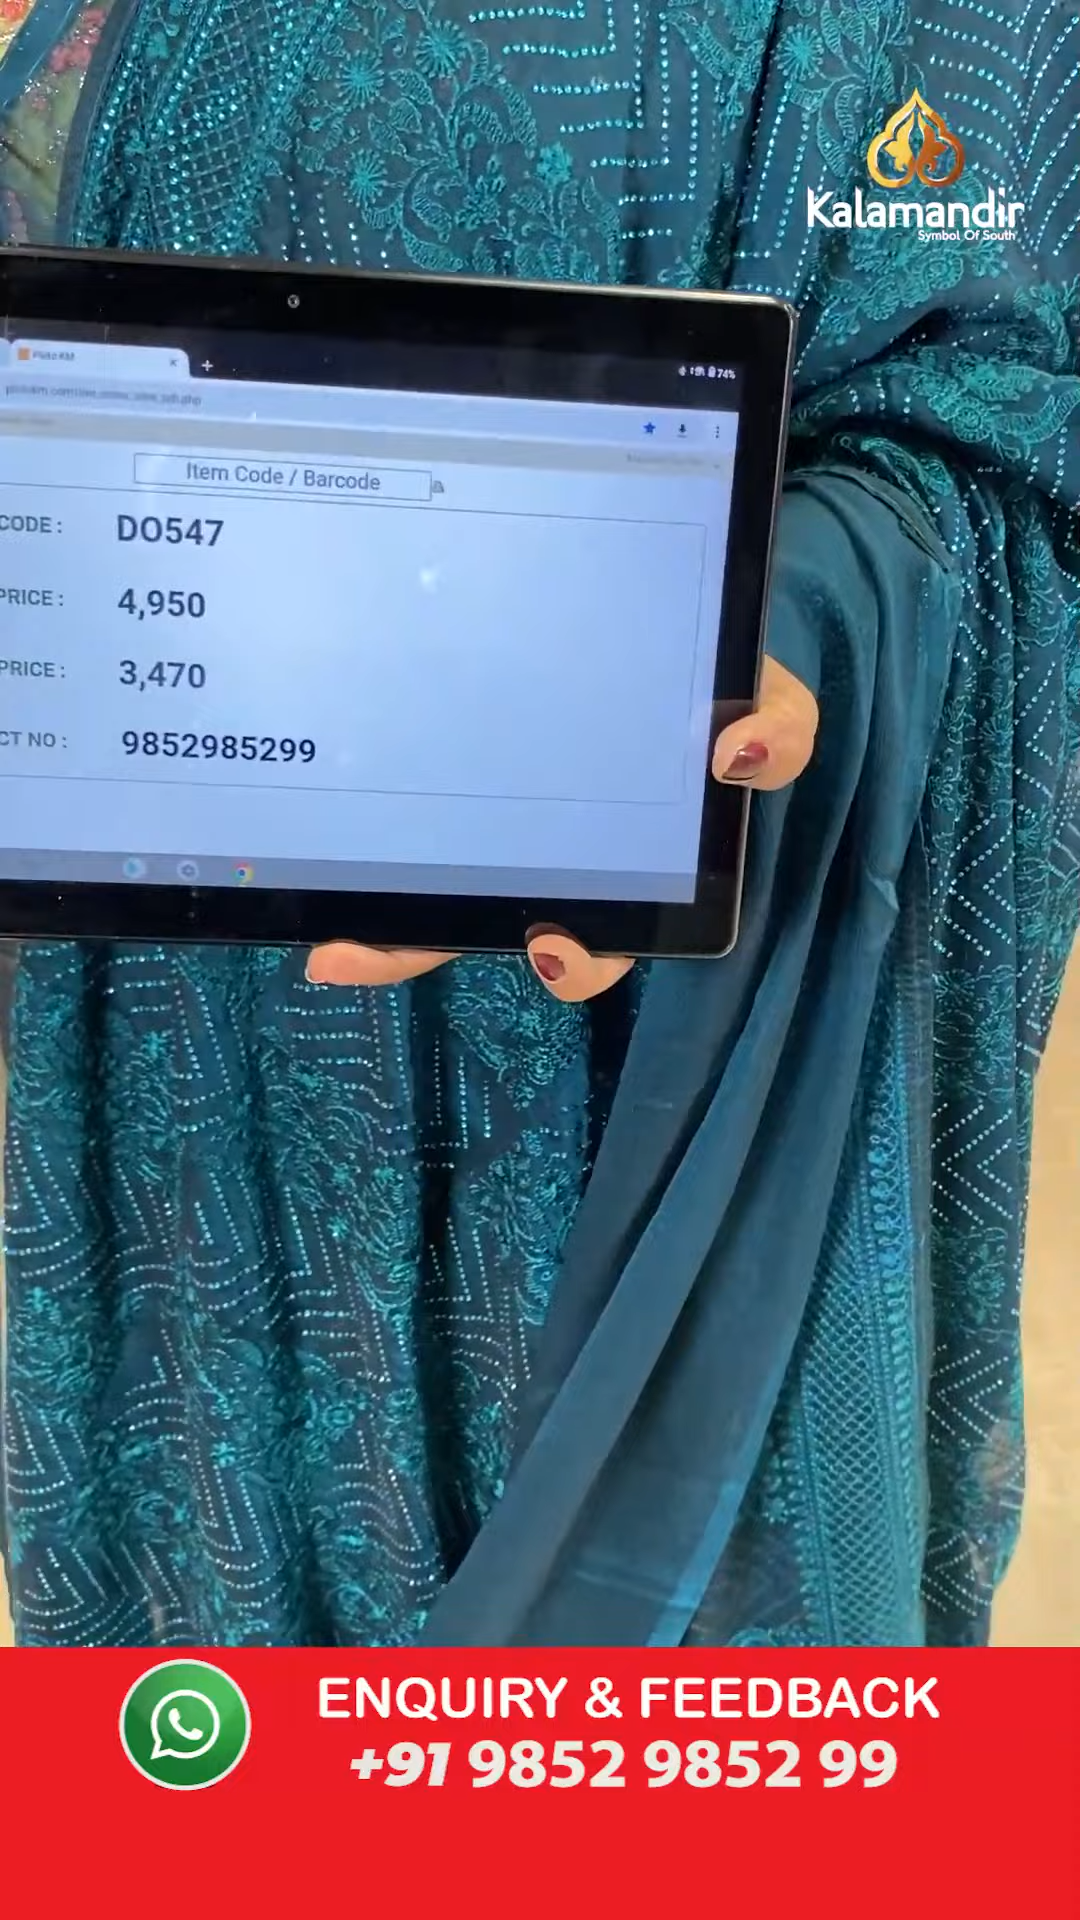 Kalamandir
Symbol Of South
74%
Item Code / Barcode
CODE : DO547
PRICE : 4,950
PRICE : 3,470
CT NO : 9852985299
ENQUIRY & FEEDBACK
+91 9852 9852 99